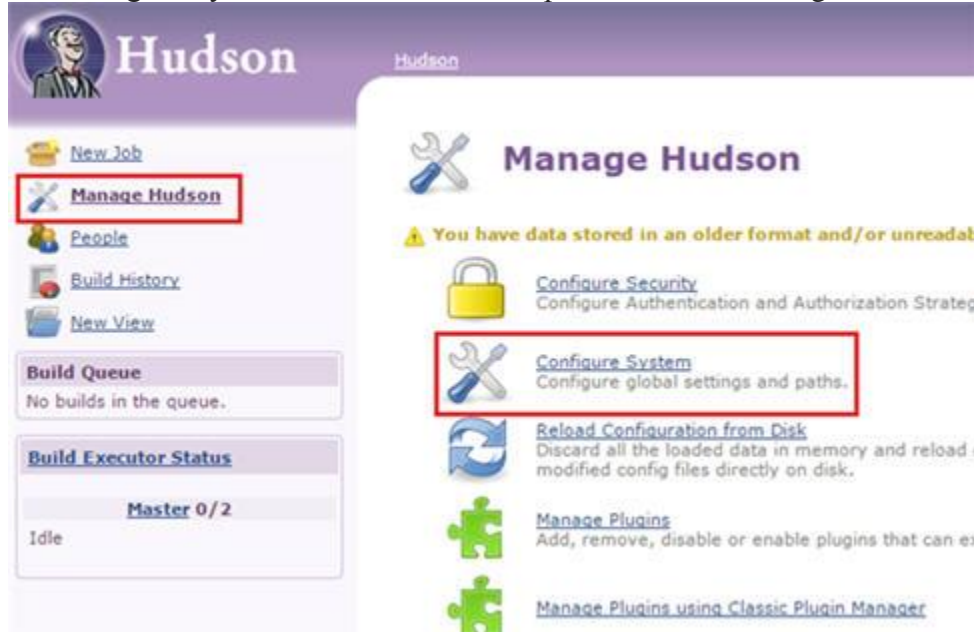 Hudson
Hudson
New Job
Manage Hudson
People
Build History
New View
Build Queue
No builds in the queue.
Build Executor Status
Master 0/2
Idle
Manage Hudson
You have data stored in an older format and/or
Configure Security
Configure Authentication and Authorization
Configure System
Configure global settings and paths.
Reload Configuration from Disk
Discard all the loaded data in memory and reload
modified config files directly on disk.
Manage Plugins
Add, remove, disable or enable plugins that can
Manage Plugins using Classic Plugin Manager